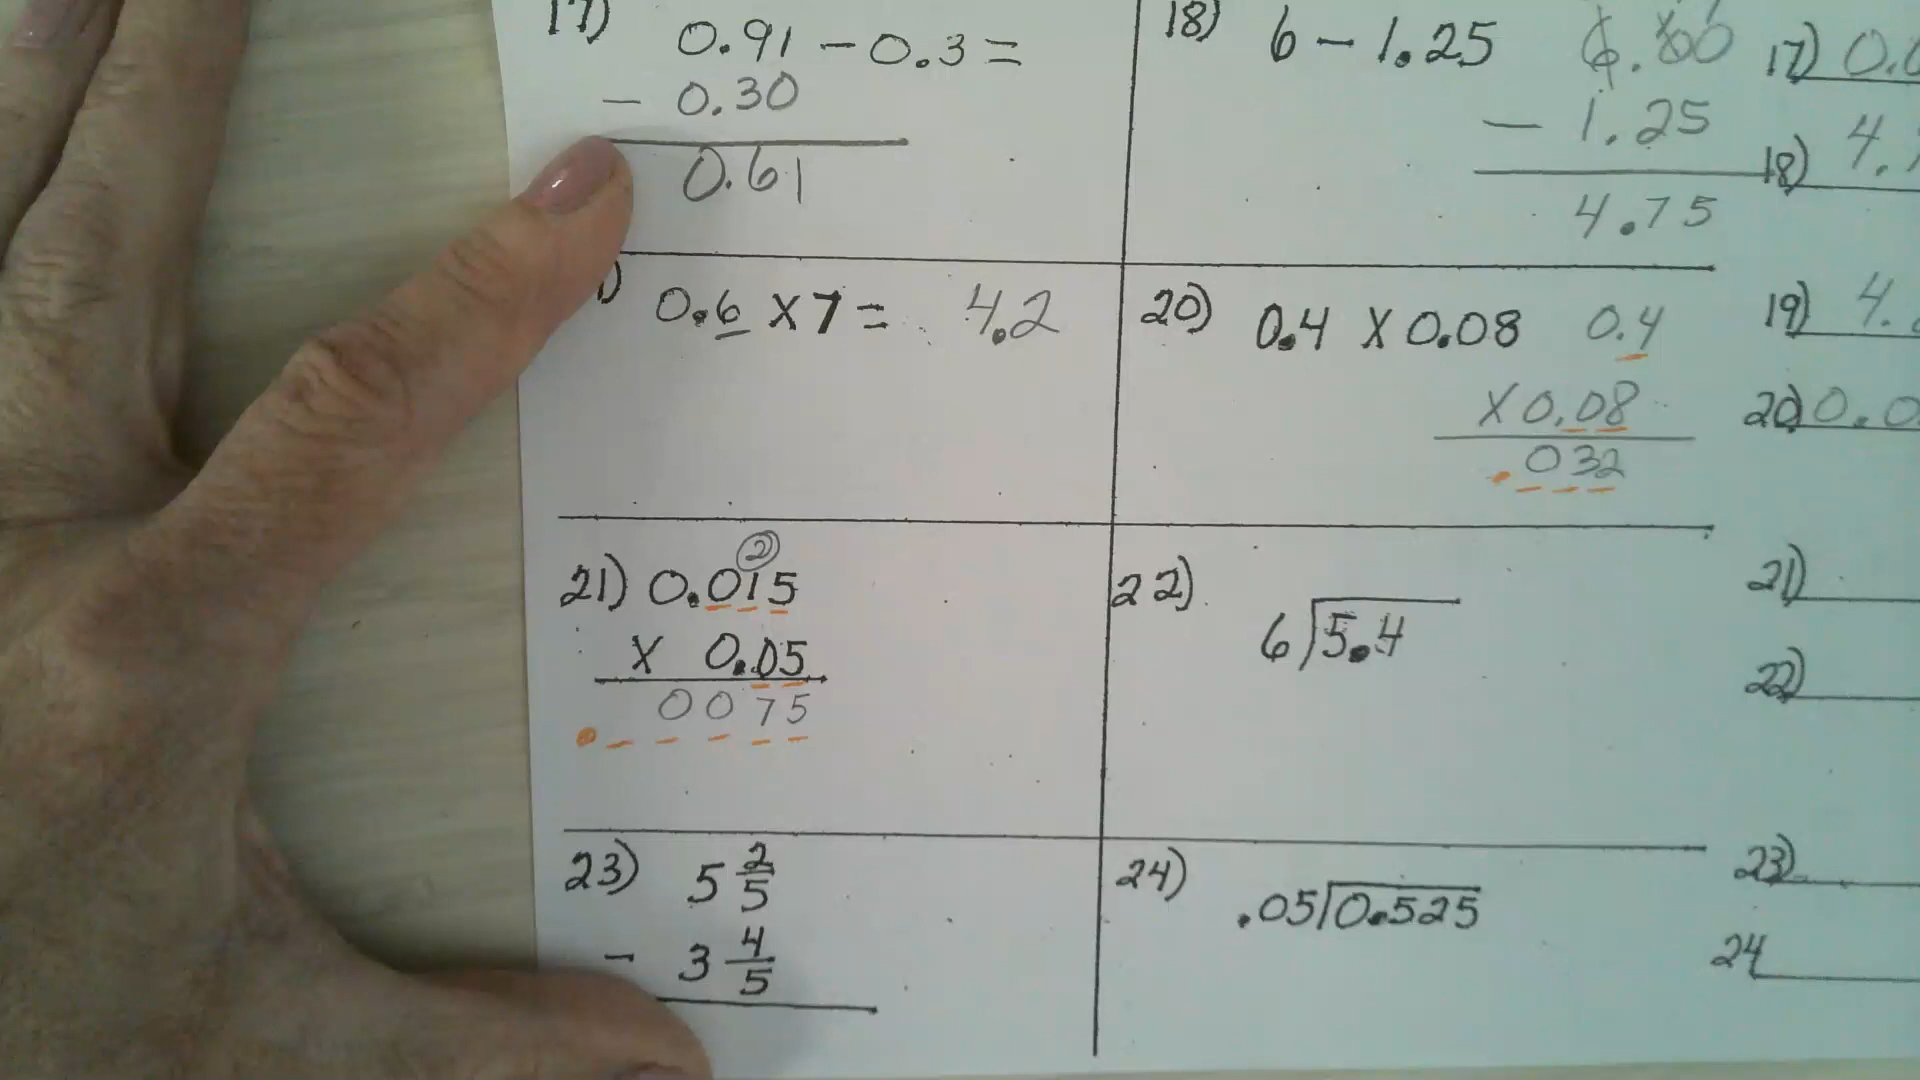 17) 0.91 - 0.3 =
- 0.30
0.61
18) 6 - 1.25
- 1.25
4.75
) 0.6 x 7 = 4.2
20) 0.4 x 0.08 0.4
x 0.08
.032
21) 0.015
2
x 0.05
0075
.
22)
6)5.4
23) 5 2/5
- 3 4/5
24)
.05)0.525
17) 0.
18) 4.
19) 4.
20) 0.0
21)
22)
23)
24